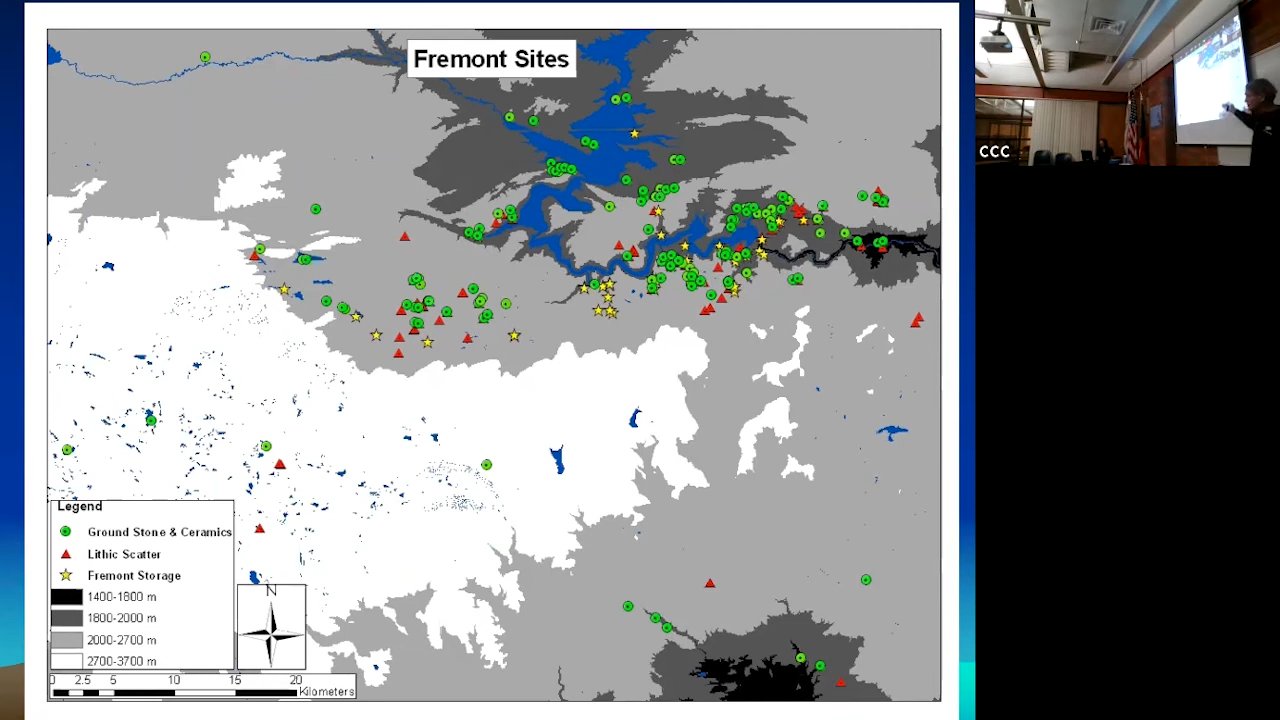 Fremont Sites
CCC
Legend
Ground Stone & Ceramics
Lithic Scatter
Fremont Storage
1400-1800 m
1800-2000 m
2000-2700 m
2700-3700 m
N
0 2.5 5 10 15 20
Kilometers